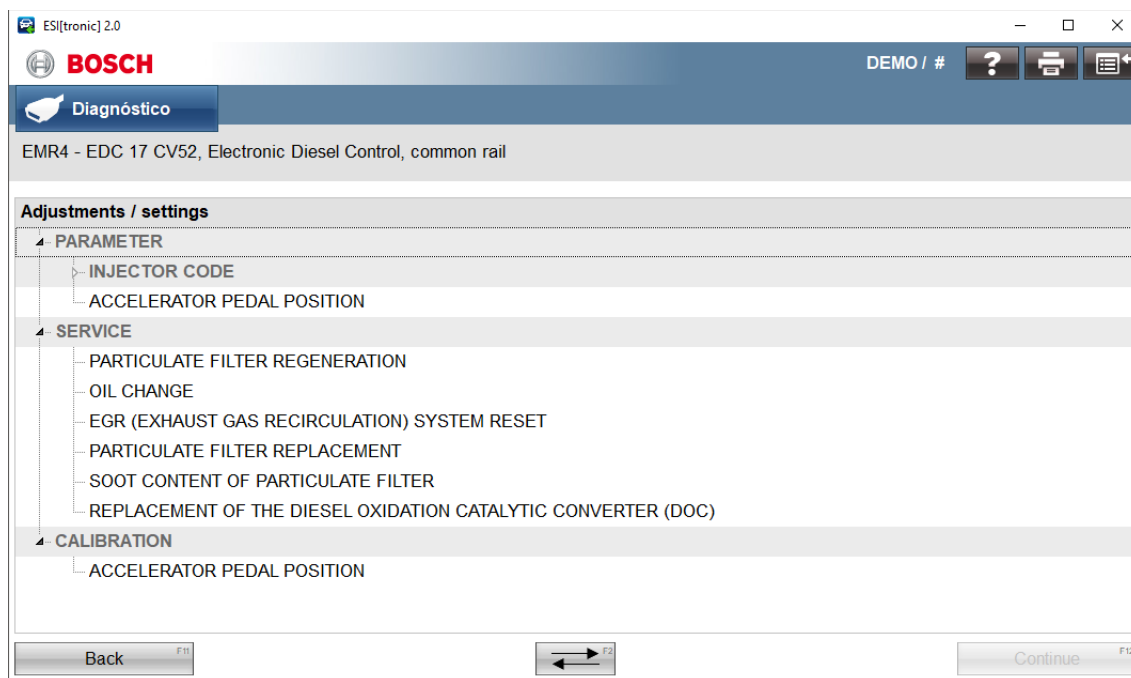 ESI[tronic] 2.0
BOSCH
DEMO / #
?
Diagnóstico
EMR4 - EDC 17 CV52, Electronic Diesel Control, common rail
Adjustments / settings
PARAMETER
INJECTOR CODE
ACCELERATOR PEDAL POSITION
SERVICE
PARTICULATE FILTER REGENERATION
OIL CHANGE
EGR (EXHAUST GAS RECIRCULATION) SYSTEM RESET
PARTICULATE FILTER REPLACEMENT
SOOT CONTENT OF PARTICULATE FILTER
REPLACEMENT OF THE DIESEL OXIDATION CATALYTIC CONVERTER (DOC)
CALIBRATION
ACCELERATOR PEDAL POSITION
Back F11
F2
Continue F12